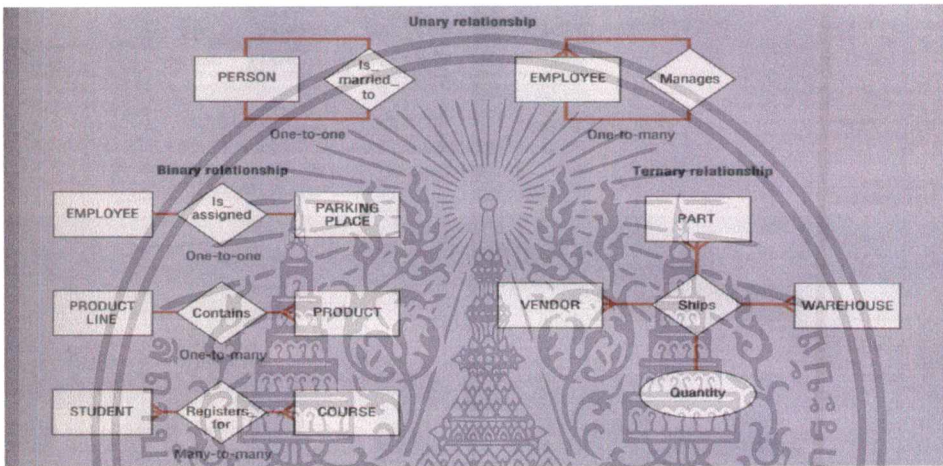 Unary relationship
PERSON
Is_
married_
to
One-to-one
EMPLOYEE
Manages
One-to-many
Binary relationship
EMPLOYEE
Is_
assigned
PARKING
PLACE
One-to-one
PRODUCT
LINE
Contains
PRODUCT
One-to-many
STUDENT
Registers_
for
COURSE
Many-to-many
Ternary relationship
PART
VENDOR
Ships
WAREHOUSE
Quantity